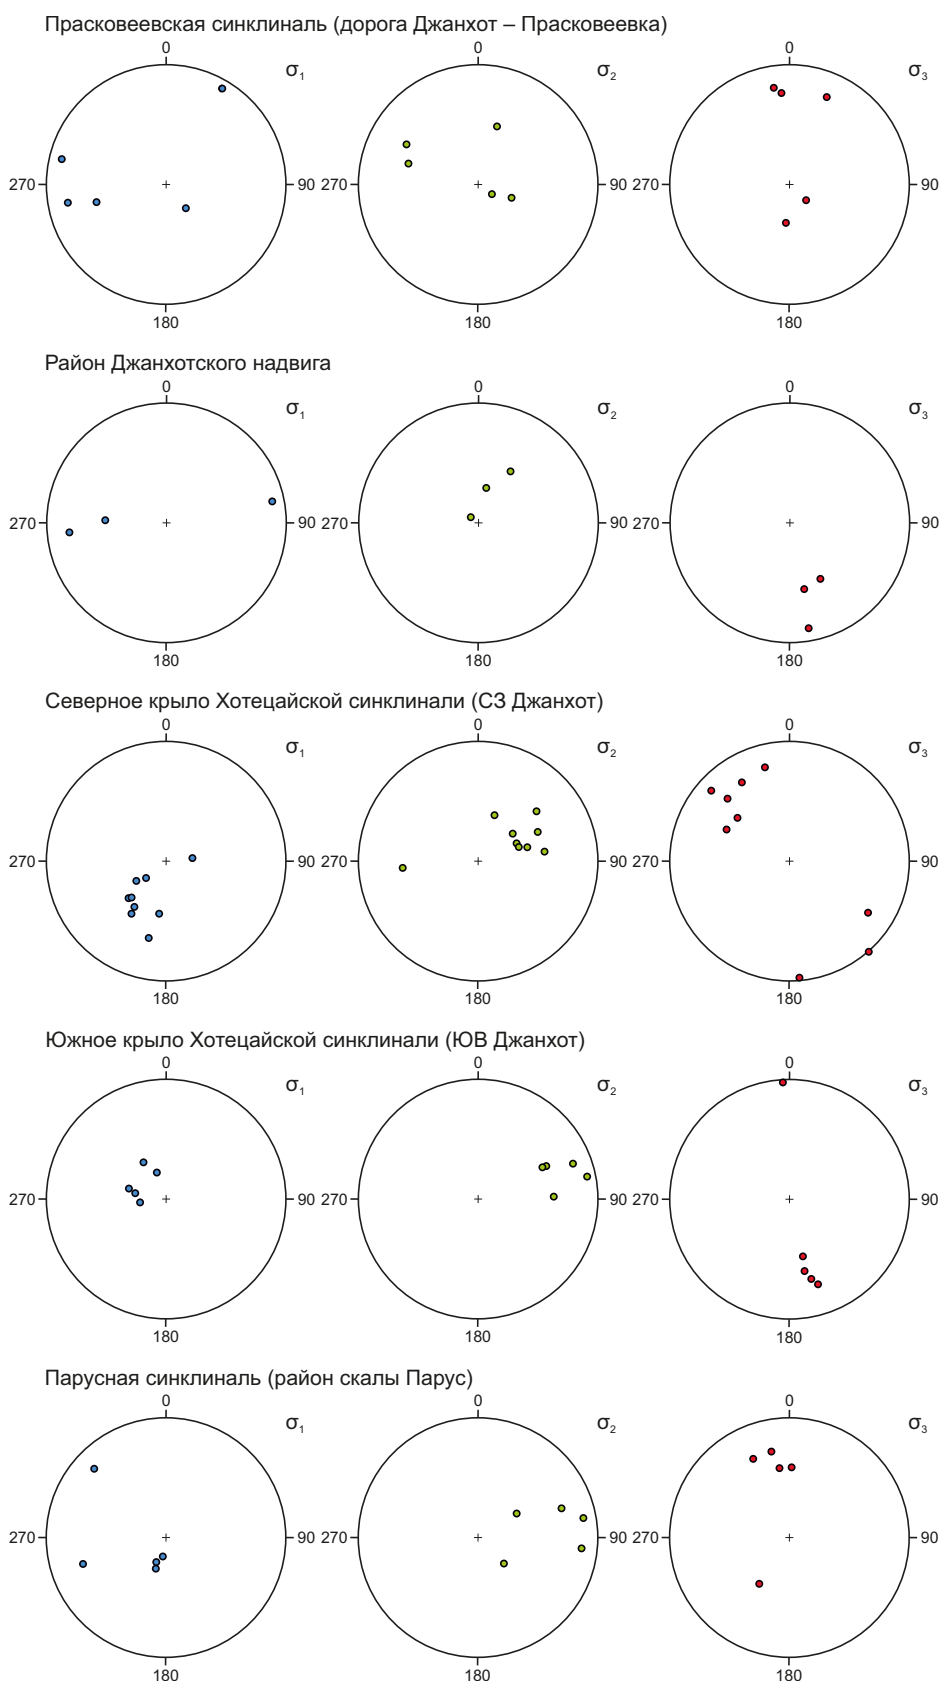 Прасковеевская синклиналь (дорога Джанхот – Прасковеевка)
0 σ₁ 0 σ₂ 0 σ₃
270 90 270 90 270 90
180 180 180
Район Джанхотского надвига
0 σ₁ 0 σ₂ 0 σ₃
270 90 270 90 270 90
180 180 180
Северное крыло Хотецайской синклинали (СЗ Джанхот)
0 σ₁ 0 σ₂ 0 σ₃
270 90 270 90 270 90
180 180 180
Южное крыло Хотецайской синклинали (ЮВ Джанхот)
0 σ₁ 0 σ₂ 0 σ₃
270 90 270 90 270 90
180 180 180
Парусная синклиналь (район скалы Парус)
0 σ₁ 0 σ₂ 0 σ₃
270 90 270 90 270 90
180 180 180